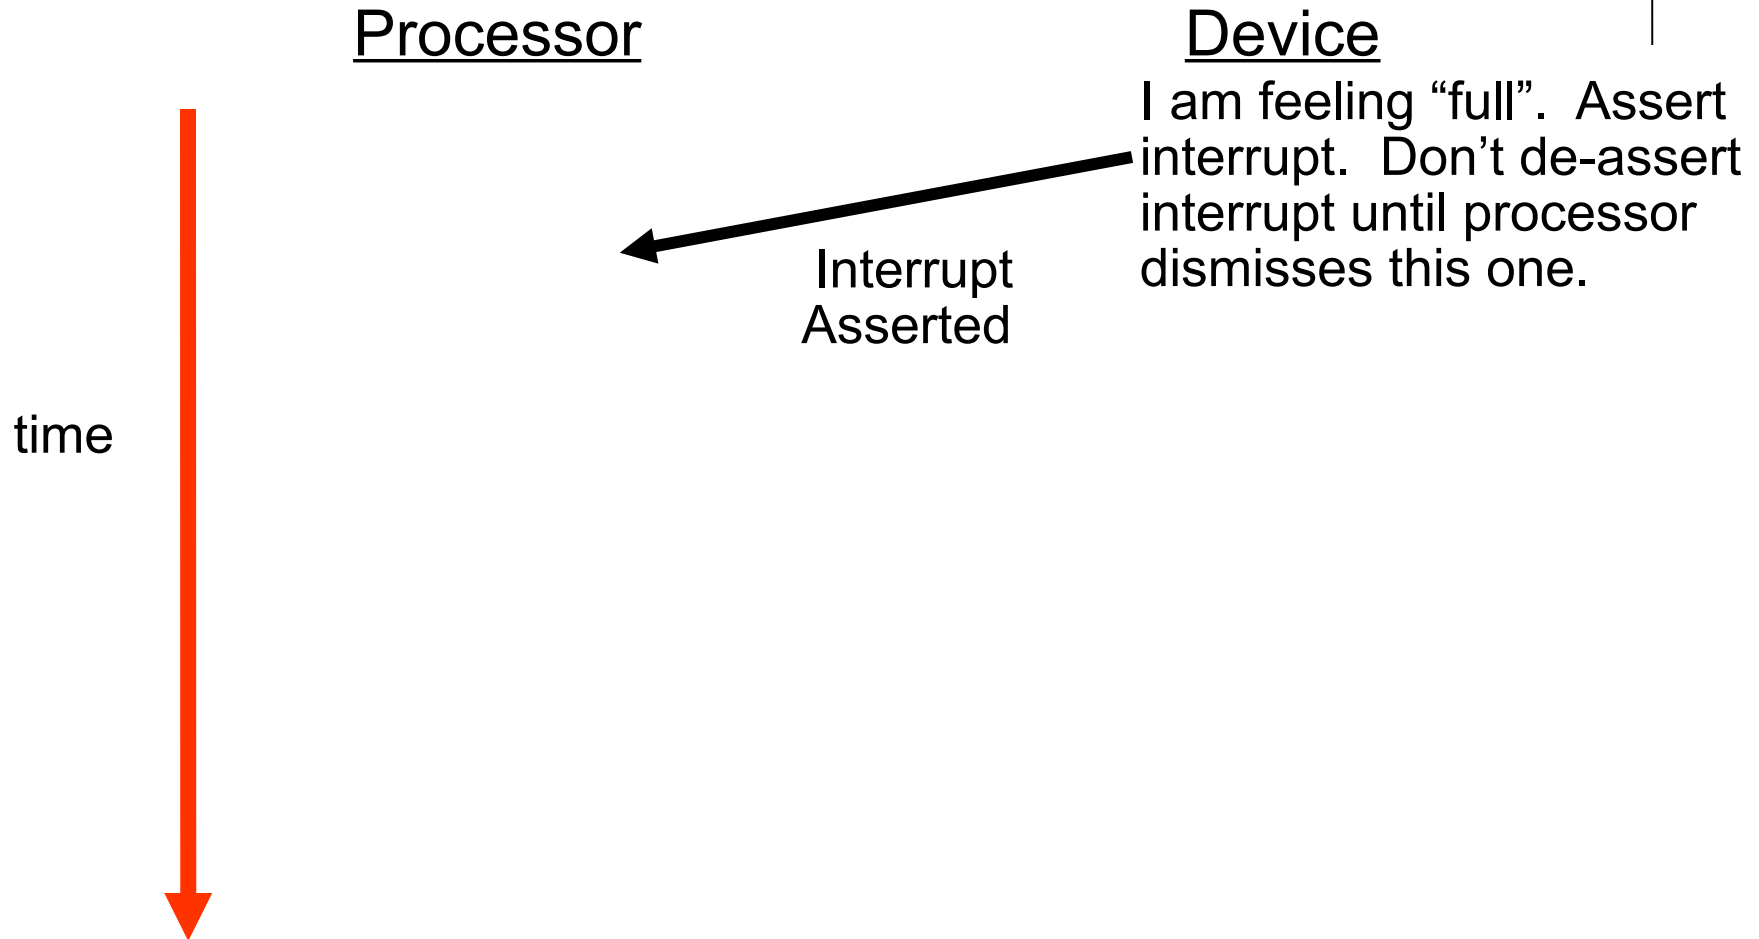 Processor
Device
I am feeling “full”.  Assert
interrupt.  Don’t de-assert
interrupt until processor
dismisses this one.
Interrupt
Asserted
time